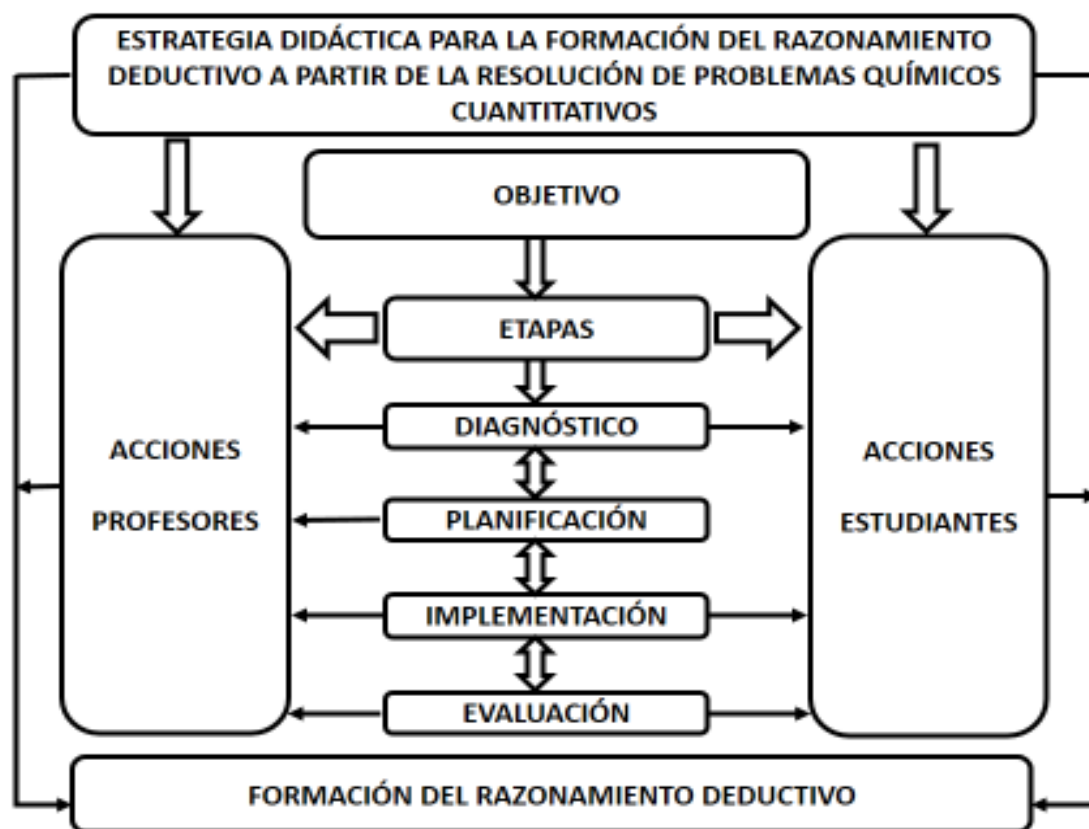 ESTRATEGIA DIDÁCTICA PARA LA FORMACIÓN DEL RAZONAMIENTO
DEDUCTIVO A PARTIR DE LA RESOLUCIÓN DE PROBLEMAS QUÍMICOS
CUANTITATIVOS
OBJETIVO
ETAPAS
DIAGNÓSTICO
ACCIONES
PROFESORES
ACCIONES
ESTUDIANTES
PLANIFICACIÓN
IMPLEMENTACIÓN
EVALUACIÓN
FORMACIÓN DEL RAZONAMIENTO DEDUCTIVO